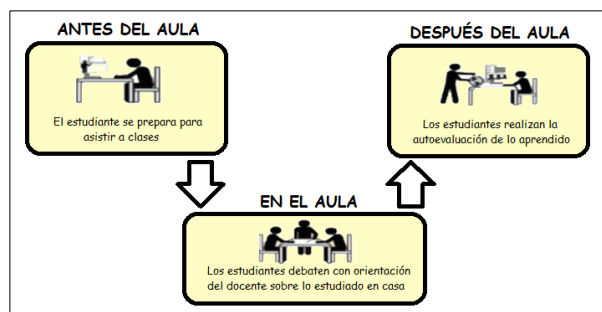 ANTES DEL AULA
El estudiante se prepara para
asistir a clases
DESPUÉS DEL AULA
Los estudiantes realizan la
autoevaluación de lo aprendido
EN EL AULA
Los estudiantes debaten con orientación
del docente sobre lo estudiado en casa